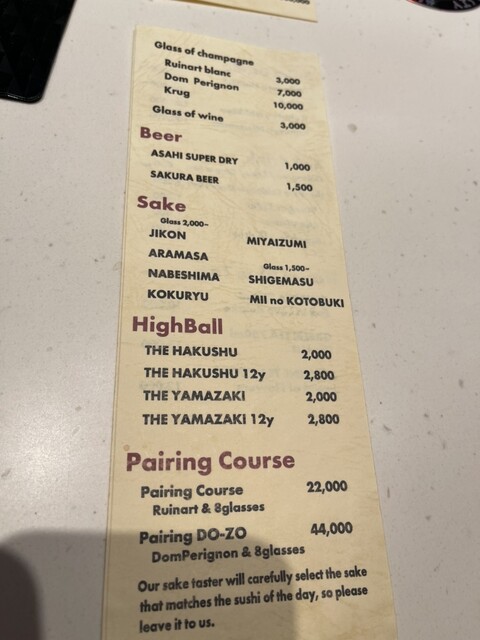 Glass of champagne
Ruinart blanc 3,000
Dom Perignon 7,000
Krug 10,000
Glass of wine 3,000
Beer
ASAHI SUPER DRY 1,000
SAKURA BEER 1,500
Sake
Glass 2,000~
JIKON MIYAIZUMI
ARAMASA
Glass 1,500~
NABESHIMA SHIGEMASU
KOKURYU MII no KOTOBUKI
HighBall
THE HAKUSHU 2,000
THE HAKUSHU 12y 2,800
THE YAMAZAKI 2,000
THE YAMAZAKI 12y 2,800
Pairing Course
Pairing Course 22,000
Ruinart & 8glasses
Pairing DO-ZO 44,000
DomPerignon & 8glasses
Our sake taster will carefully select the sake
that matches the sushi of the day, so please
leave it to us.